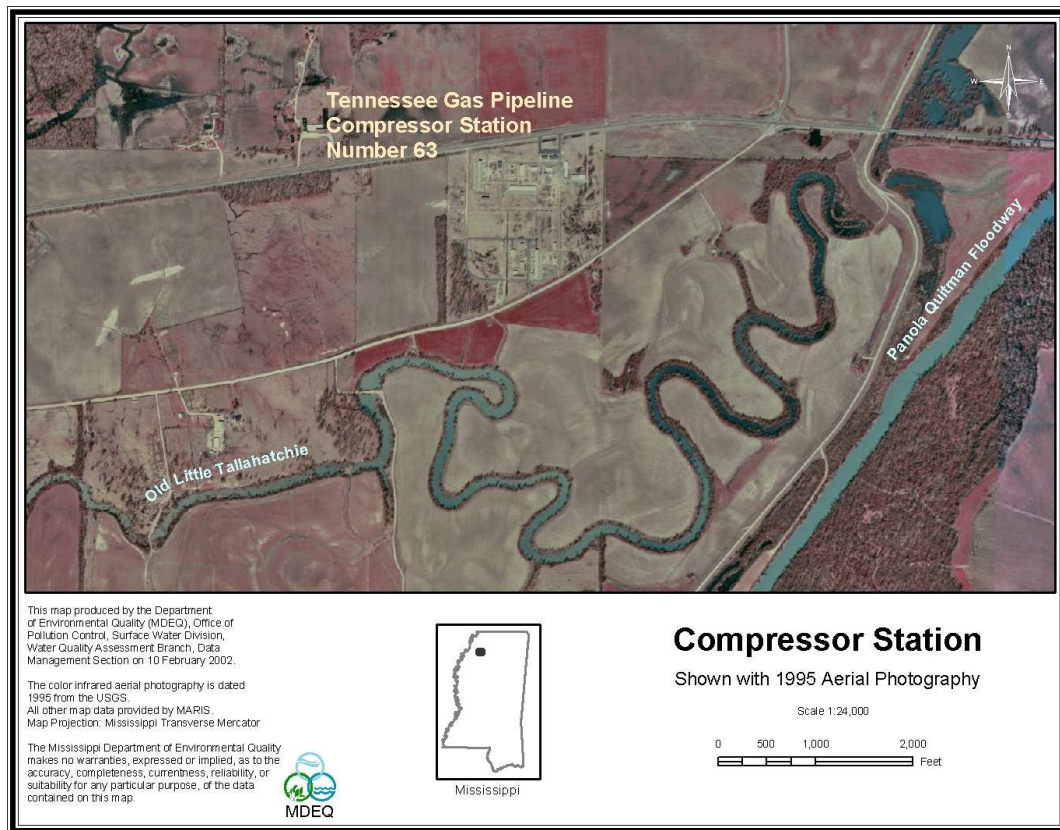 N
W E
S
Tennessee Gas Pipeline
Compressor Station
Number 63
Panola Quitman Floodway
Old Little Tallahatchie
This map produced by the Department
of Environmental Quality (MDEQ), Office of
Pollution Control, Surface Water Division,
Water Quality Assessment Branch, Data
Management Section on 10 February 2002.
The color infrared aerial photography is dated
1995 from the USGS.
All other map data provided by MARIS.
Map Projection: Mississippi Transverse Mercator
The Mississippi Department of Environmental Quality
makes no warranties, expressed or implied, as to the
accuracy, completeness, currentness, reliability, or
suitability for any particular purpose, of the data
contained on this map.
MDEQ
Mississippi
Compressor Station
Shown with 1995 Aerial Photography
Scale 1:24,000
0 500 1,000 2,000
Feet